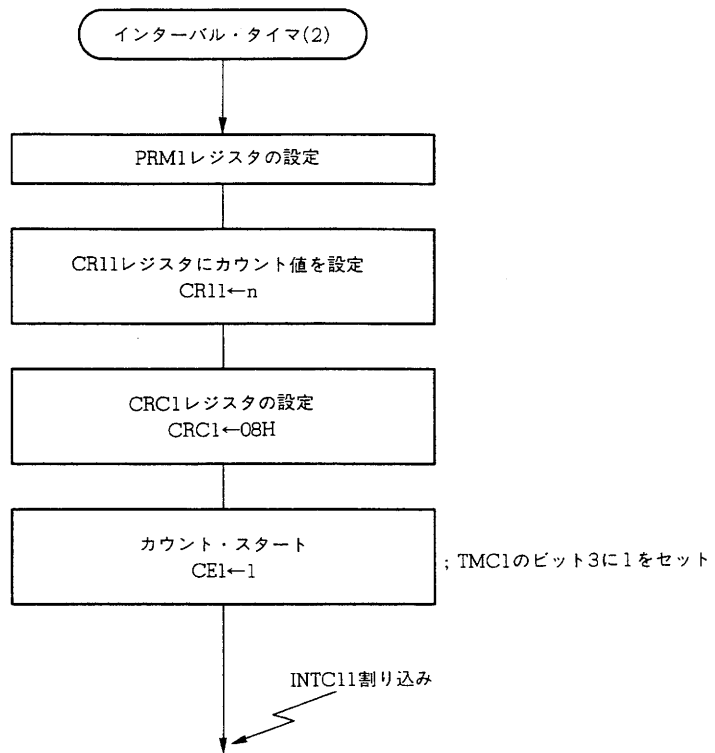 インターバル・タイマ(2)
PRM1レジスタの設定
CR11レジスタにカウント値を設定
CR11←n
CRC1レジスタの設定
CRC1←08H
カウント・スタート
CE1←1
;TMC1のビット3に1をセット
INTC11割り込み